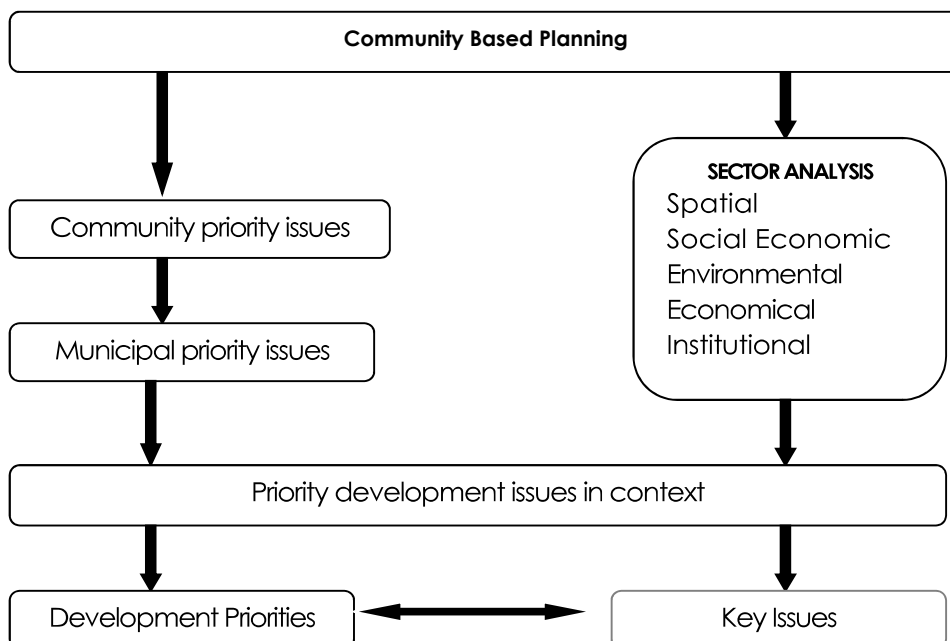 Community Based Planning
SECTOR ANALYSIS
Spatial
Social Economic
Environmental
Economical
Institutional
Community priority issues
Municipal priority issues
Priority development issues in context
Development Priorities
Key Issues